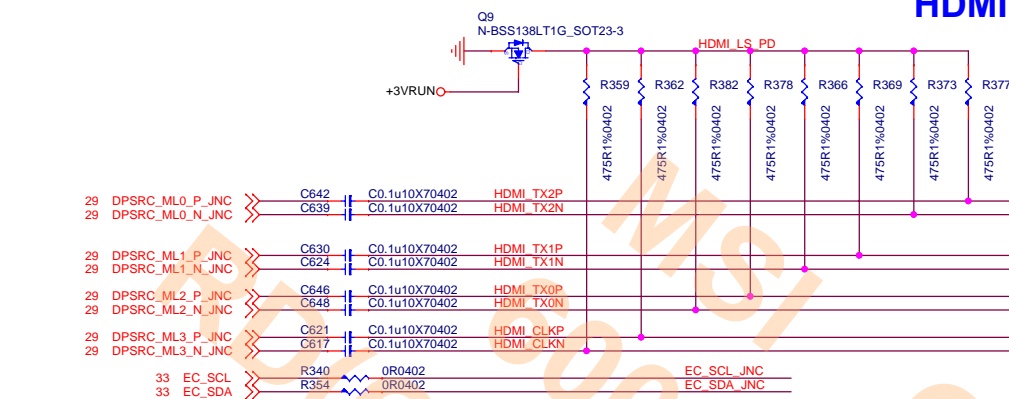 HDMI
Q9
N-BSS138LT1G_SOT23-3
HDMI_LS_PD
+3VRUN
R359 R362 R382 R378 R366 R369 R373 R377
475R1%0402 475R1%0402 475R1%0402 475R1%0402 475R1%0402 475R1%0402 475R1%0402 475R1%0402
29 DPSRC_ML0_P_JNC C642 C0.1u10X70402 HDMI_TX2P
29 DPSRC_ML0_N_JNC C639 C0.1u10X70402 HDMI_TX2N
29 DPSRC_ML1_P_JNC C630 C0.1u10X70402 HDMI_TX1P
29 DPSRC_ML1_N_JNC C624 C0.1u10X70402 HDMI_TX1N
29 DPSRC_ML2_P_JNC C646 C0.1u10X70402 HDMI_TX0P
29 DPSRC_ML2_N_JNC C648 C0.1u10X70402 HDMI_TX0N
29 DPSRC_ML3_P_JNC C621 C0.1u10X70402 HDMI_CLKP
29 DPSRC_ML3_N_JNC C617 C0.1u10X70402 HDMI_CLKN
33 EC_SCL R340 0R0402 EC_SCL_JNC
33 EC_SDA R354 0R0402 EC_SDA_JNC
MSI